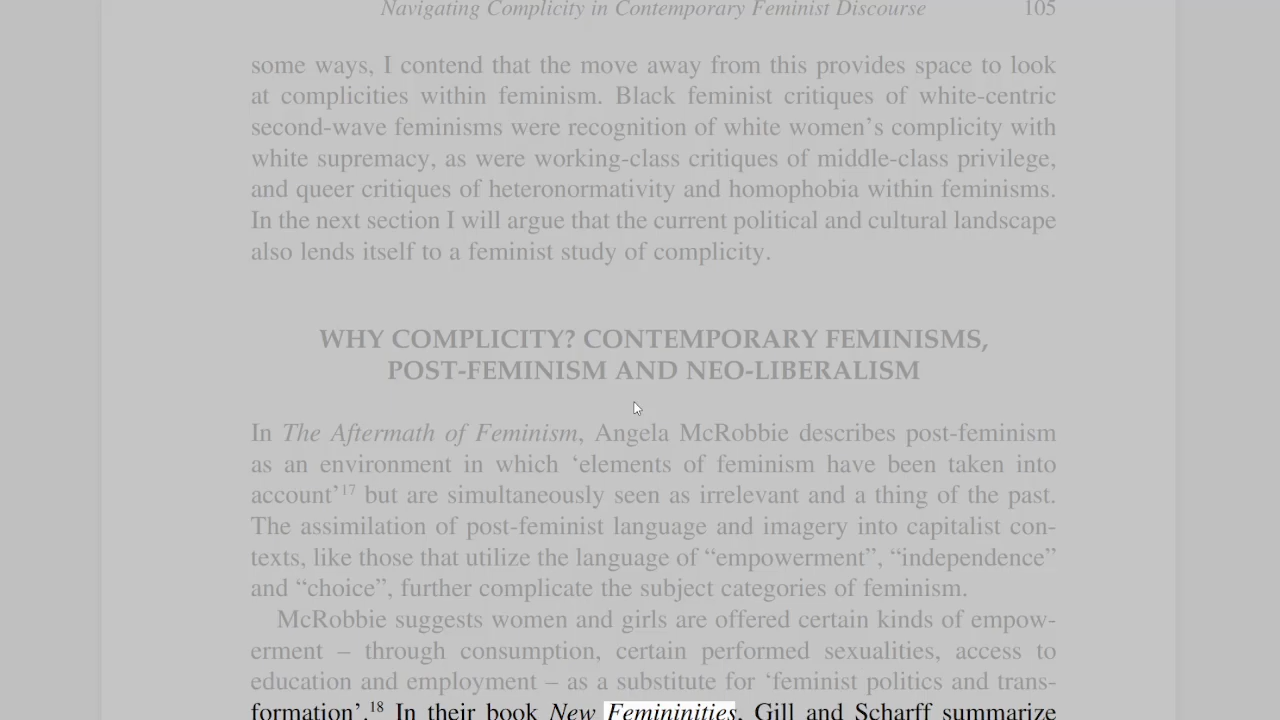 Navigating Complicity in Contemporary Feminist Discourse 105
some ways, I contend that the move away from this provides space to look
at complicities within feminism. Black feminist critiques of white-centric
second-wave feminisms were recognition of white women's complicity with
white supremacy, as were working-class critiques of middle-class privilege,
and queer critiques of heteronormativity and homophobia within feminisms.
In the next section I will argue that the current political and cultural landscape
also lends itself to a feminist study of complicity.
WHY COMPLICITY? CONTEMPORARY FEMINISMS,
POST-FEMINISM AND NEO-LIBERALISM
In The Aftermath of Feminism, Angela McRobbie describes post-feminism
as an environment in which ‘elements of feminism have been taken into
account’17 but are simultaneously seen as irrelevant and a thing of the past.
The assimilation of post-feminist language and imagery into capitalist con-
texts, like those that utilize the language of “empowerment”, “independence”
and “choice”, further complicate the subject categories of feminism.
McRobbie suggests women and girls are offered certain kinds of empow-
erment – through consumption, certain performed sexualities, access to
education and employment – as a substitute for ‘feminist politics and trans-
formation’.18 In their book New Femininities, Gill and Scharff summarize